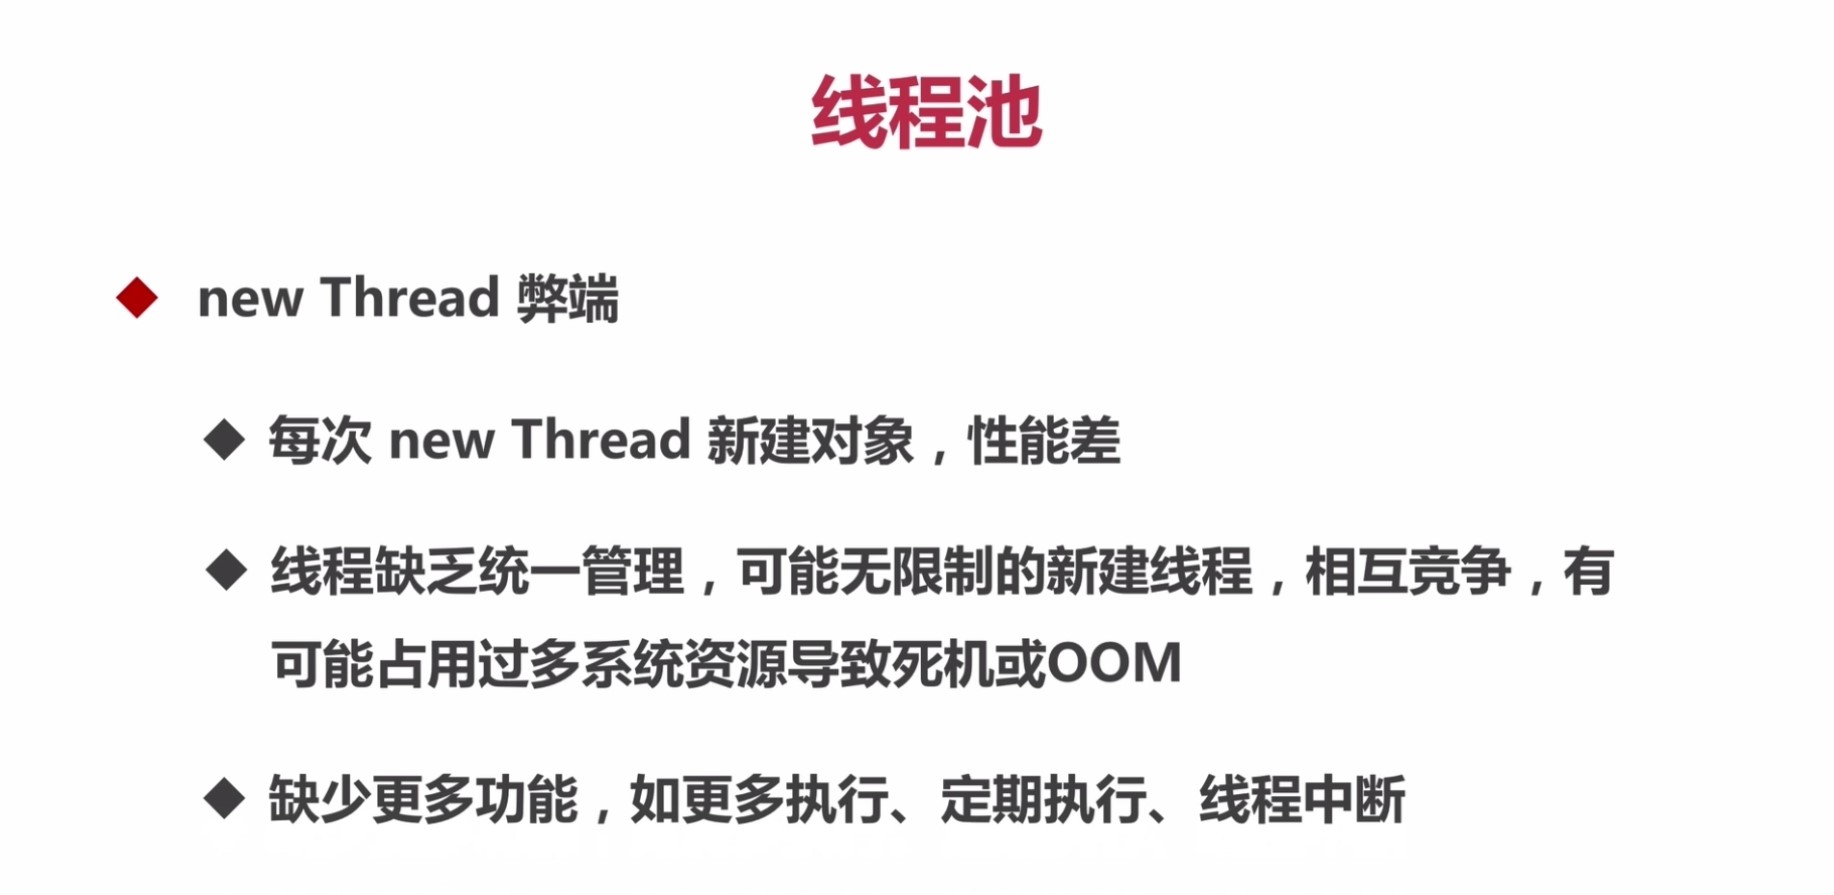 线程池
new Thread 弊端
每次 new Thread 新建对象，性能差
线程缺乏统一管理，可能无限制的新建线程，相互竞争，有
可能占用过多系统资源导致死机或OOM
缺少更多功能，如更多执行、定期执行、线程中断